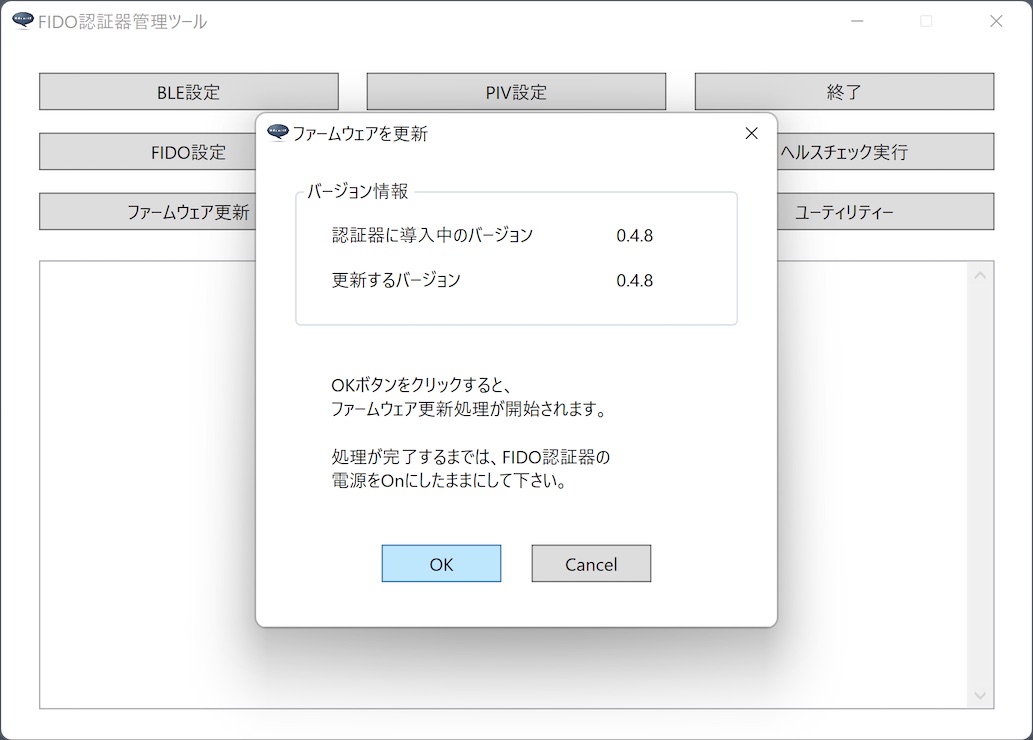 FIDO認証器管理ツール
BLE設定
PIV設定
終了
FIDO設定
ヘルスチェック実行
ファームウェア更新
ユーティリティー
ファームウェアを更新
バージョン情報
認証器に導入中のバージョン 0.4.8
更新するバージョン 0.4.8
OKボタンをクリックすると、
ファームウェア更新処理が開始されます。
処理が完了するまでは、FIDO認証器の
電源をOnにしたままにして下さい。
OK
Cancel